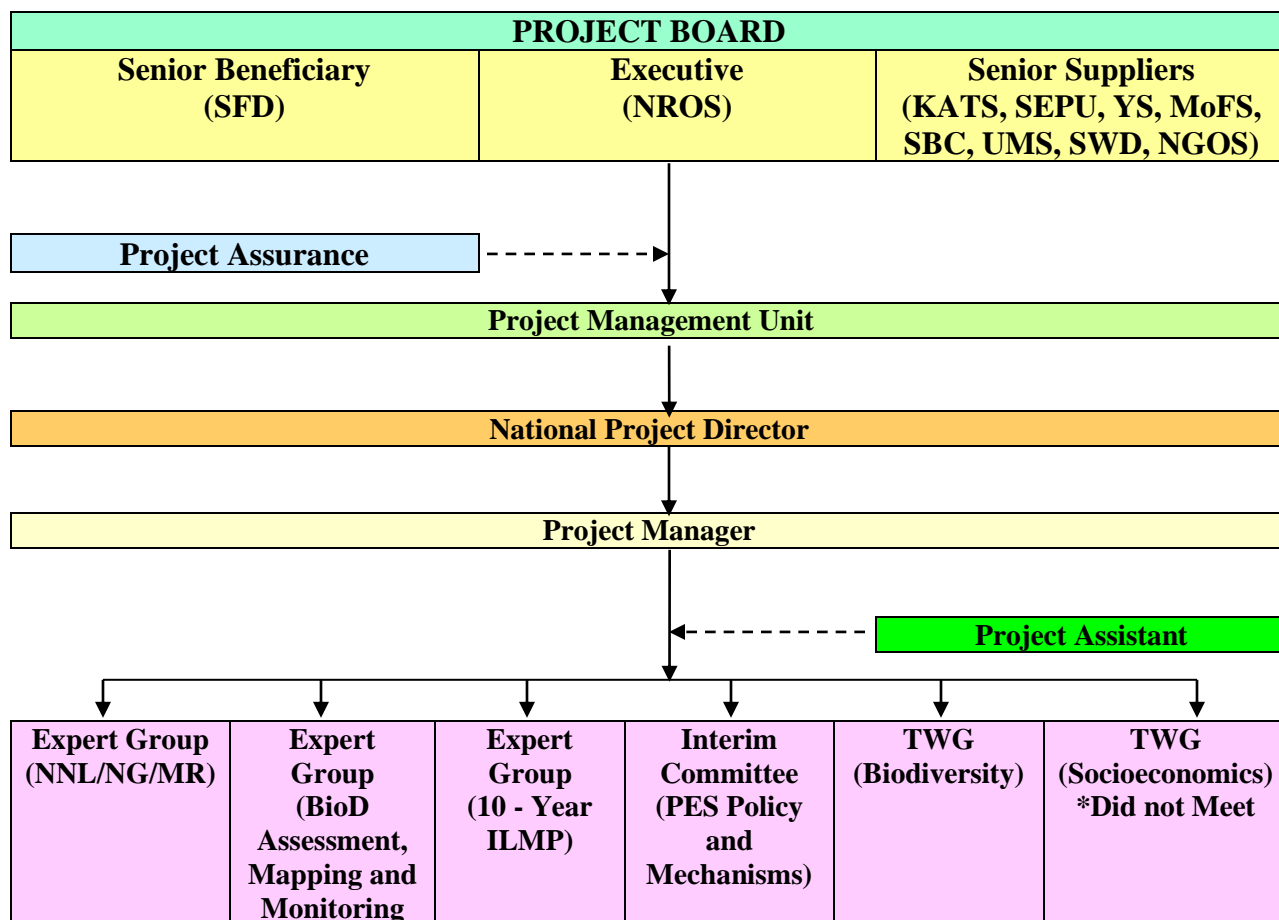 PROJECT BOARD
Senior Beneficiary
(SFD)
Executive
(NROS)
Senior Suppliers
(KATS, SEPU, YS, MoFS,
SBC, UMS, SWD, NGOS)
Project Assurance
Project Management Unit
National Project Director
Project Manager
Project Assistant
Expert Group
(NNL/NG/MR)
Expert
Group
(BioD
Assessment,
Mapping and
Monitoring
Expert
Group
(10 - Year
ILMP)
Interim
Committee
(PES Policy
and
Mechanisms)
TWG
(Biodiversity)
TWG
(Socioeconomics)
*Did not Meet